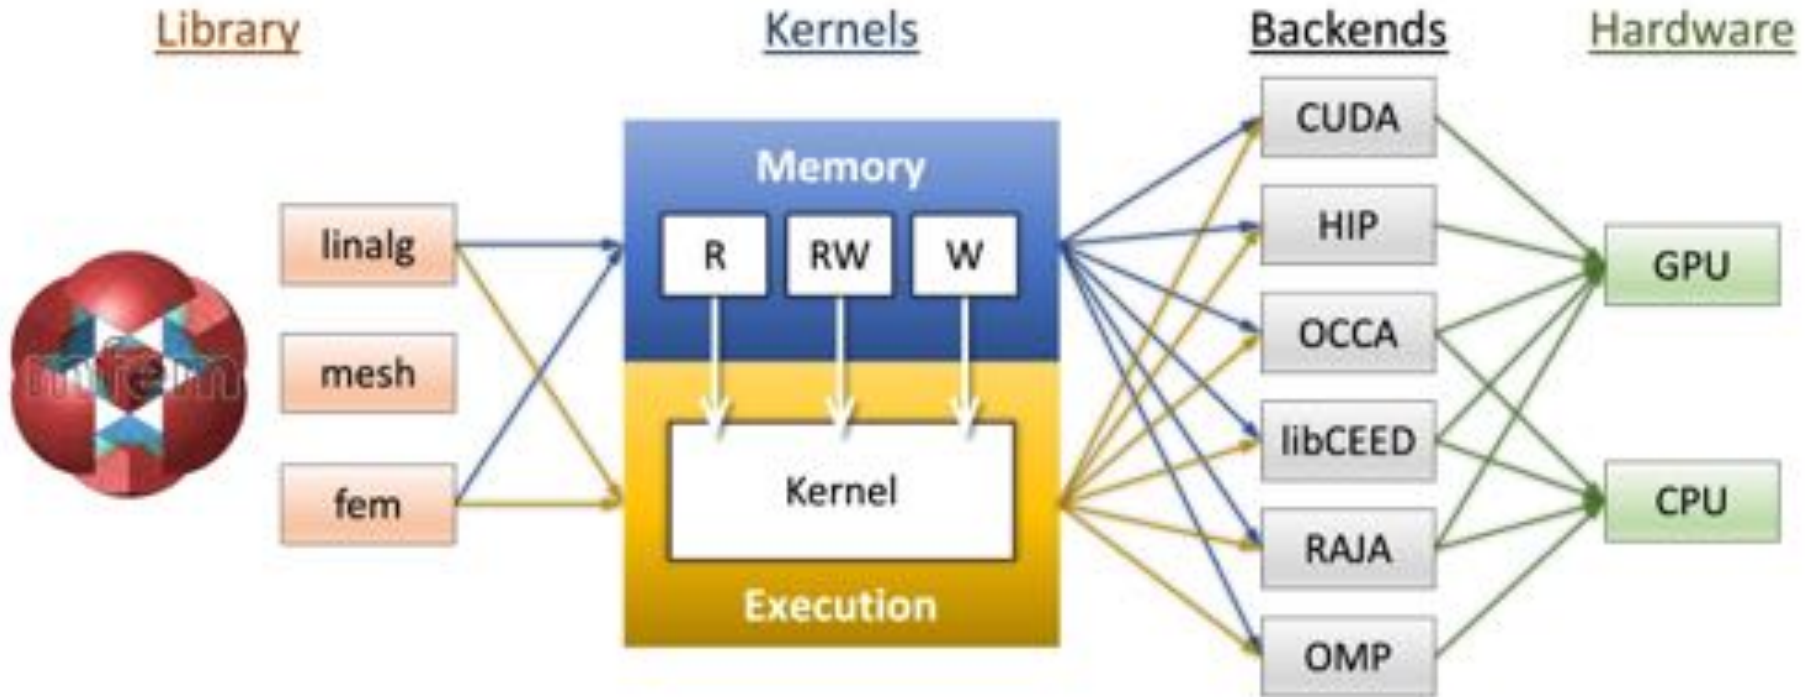 Library
Kernels
Backends
Hardware
mfem
linalg
mesh
fem
Memory
R
RW
W
Kernel
Execution
CUDA
HIP
OCCA
libCEED
RAJA
OMP
GPU
CPU